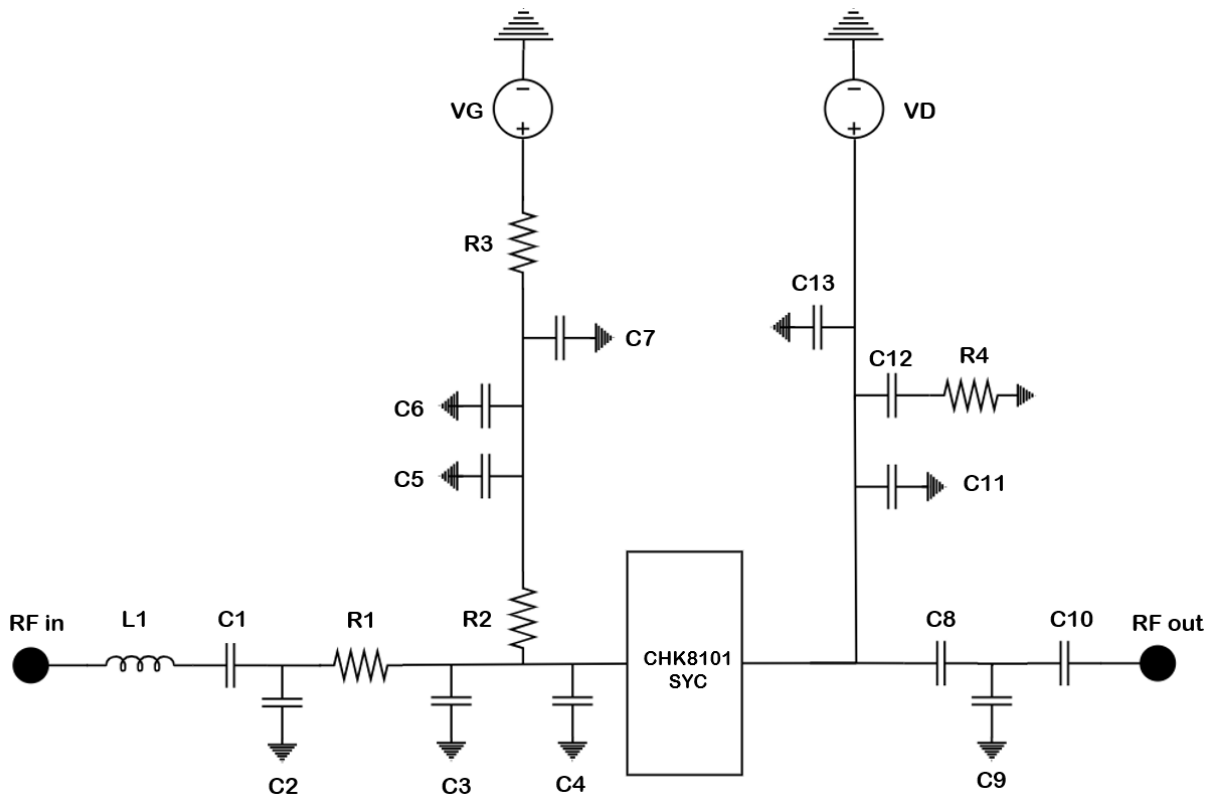 VG
-
+
VD
-
+
R3
C13
C7
C12
R4
C6
C5
C11
RF in
L1
C1
R1
R2
CHK8101
SYC
C8
C10
RF out
C2
C3
C4
C9